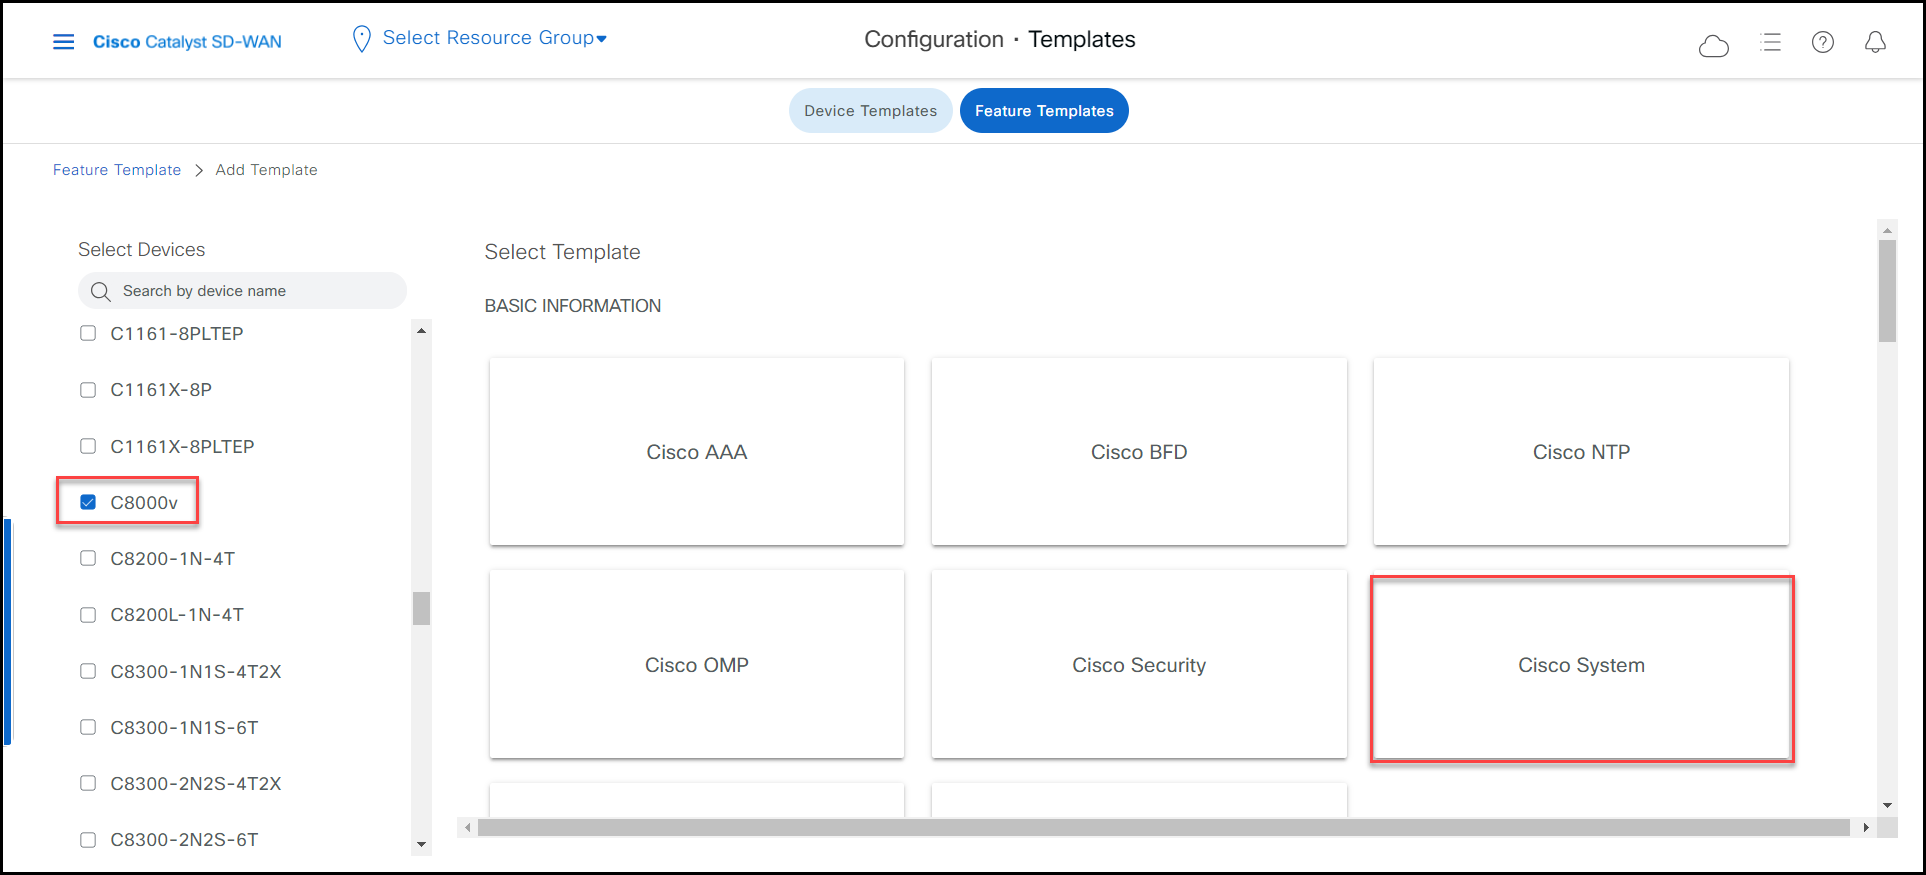 Cisco Catalyst SD-WAN
Select Resource Group
Configuration · Templates
Device Templates
Feature Templates
Feature Template > Add Template
Select Devices
Search by device name
C1161-8PLTEP
C1161X-8P
C1161X-8PLTEP
C8000v
C8200-1N-4T
C8200L-1N-4T
C8300-1N1S-4T2X
C8300-1N1S-6T
C8300-2N2S-4T2X
C8300-2N2S-6T
Select Template
BASIC INFORMATION
Cisco AAA
Cisco BFD
Cisco NTP
Cisco OMP
Cisco Security
Cisco System